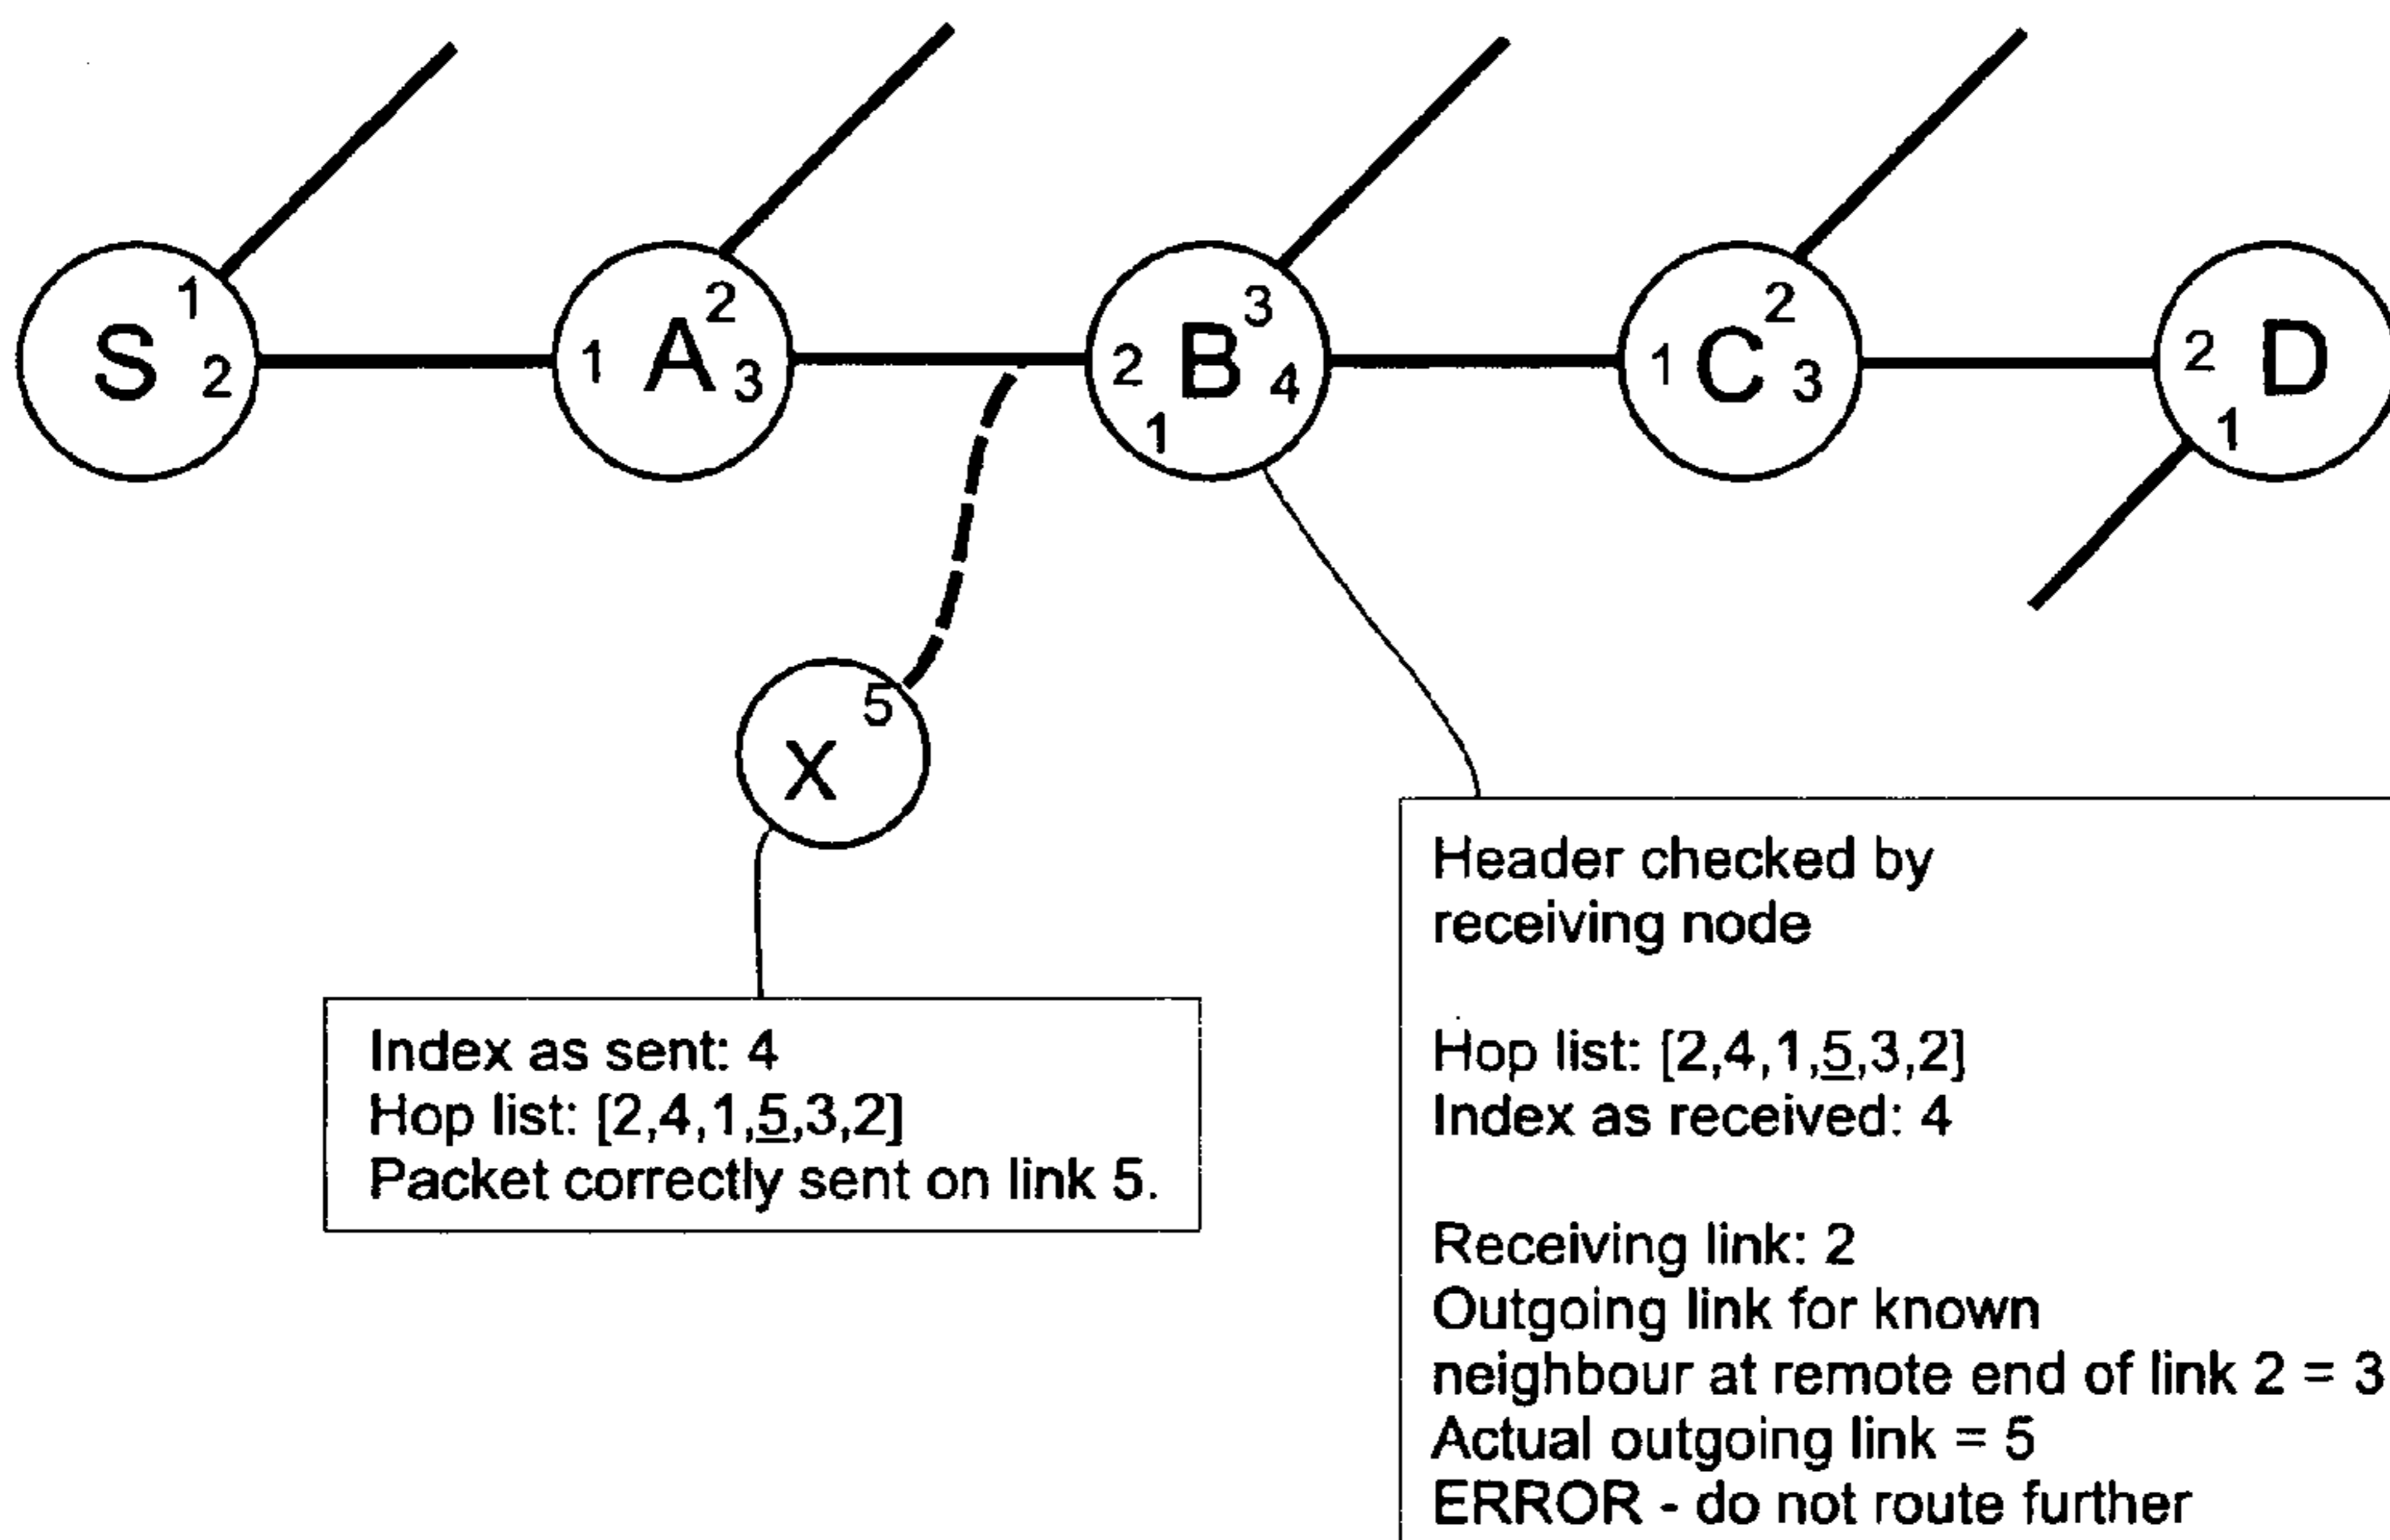 1
S
2
1
A
2
3
2
B
3
4
1
1
C
2
3
2
D
1
5
X
Index as sent: 4
Hop list: [2,4,1,5,3,2]
Packet correctly sent on link 5.
Header checked by
receiving node
Hop list: [2,4,1,5,3,2]
Index as received: 4
Receiving link: 2
Outgoing link for known
neighbour at remote end of link 2 = 3
Actual outgoing link = 5
ERROR - do not route further